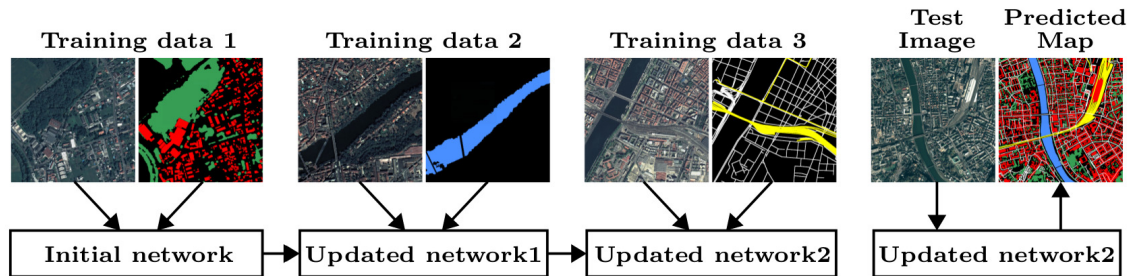 Training data 1
Training data 2
Training data 3
Test
Image
Predicted
Map
Initial network
Updated network1
Updated network2
Updated network2